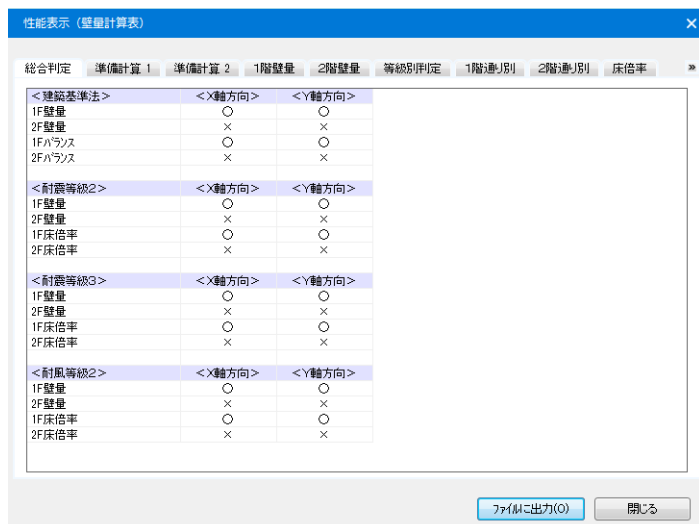 性能表示（壁量計算表） ×
総合判定 準備計算 1 準備計算 2 1階壁量 2階壁量 等級別判定 1階通り別 2階通り別 床倍率 »
＜建築基準法＞ ＜X軸方向＞ ＜Y軸方向＞
1F壁量 ○ ○
2F壁量 × ×
1Fﾊﾞﾗﾝｽ ○ ○
2Fﾊﾞﾗﾝｽ × ×
＜耐震等級2＞ ＜X軸方向＞ ＜Y軸方向＞
1F壁量 ○ ○
2F壁量 × ×
1F床倍率 ○ ○
2F床倍率 × ×
＜耐震等級3＞ ＜X軸方向＞ ＜Y軸方向＞
1F壁量 ○ ○
2F壁量 × ×
1F床倍率 ○ ○
2F床倍率 × ×
＜耐風等級2＞ ＜X軸方向＞ ＜Y軸方向＞
1F壁量 ○ ○
2F壁量 × ×
1F床倍率 ○ ○
2F床倍率 × ×
ﾌｧｲﾙに出力(O) 閉じる